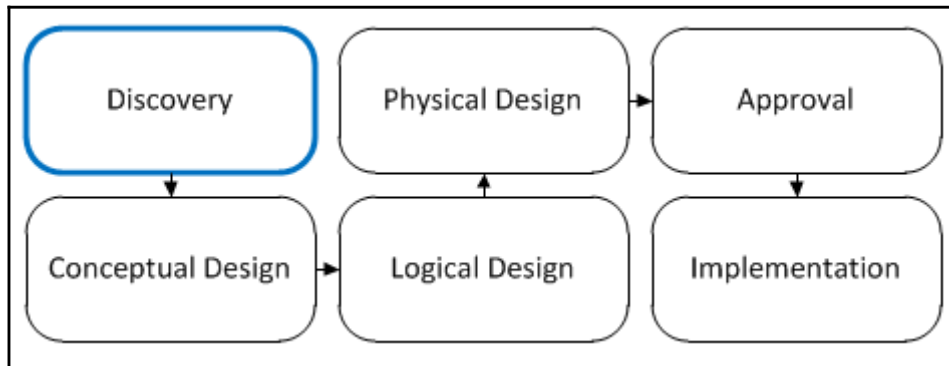 Discovery
Physical Design
Approval
Conceptual Design
Logical Design
Implementation